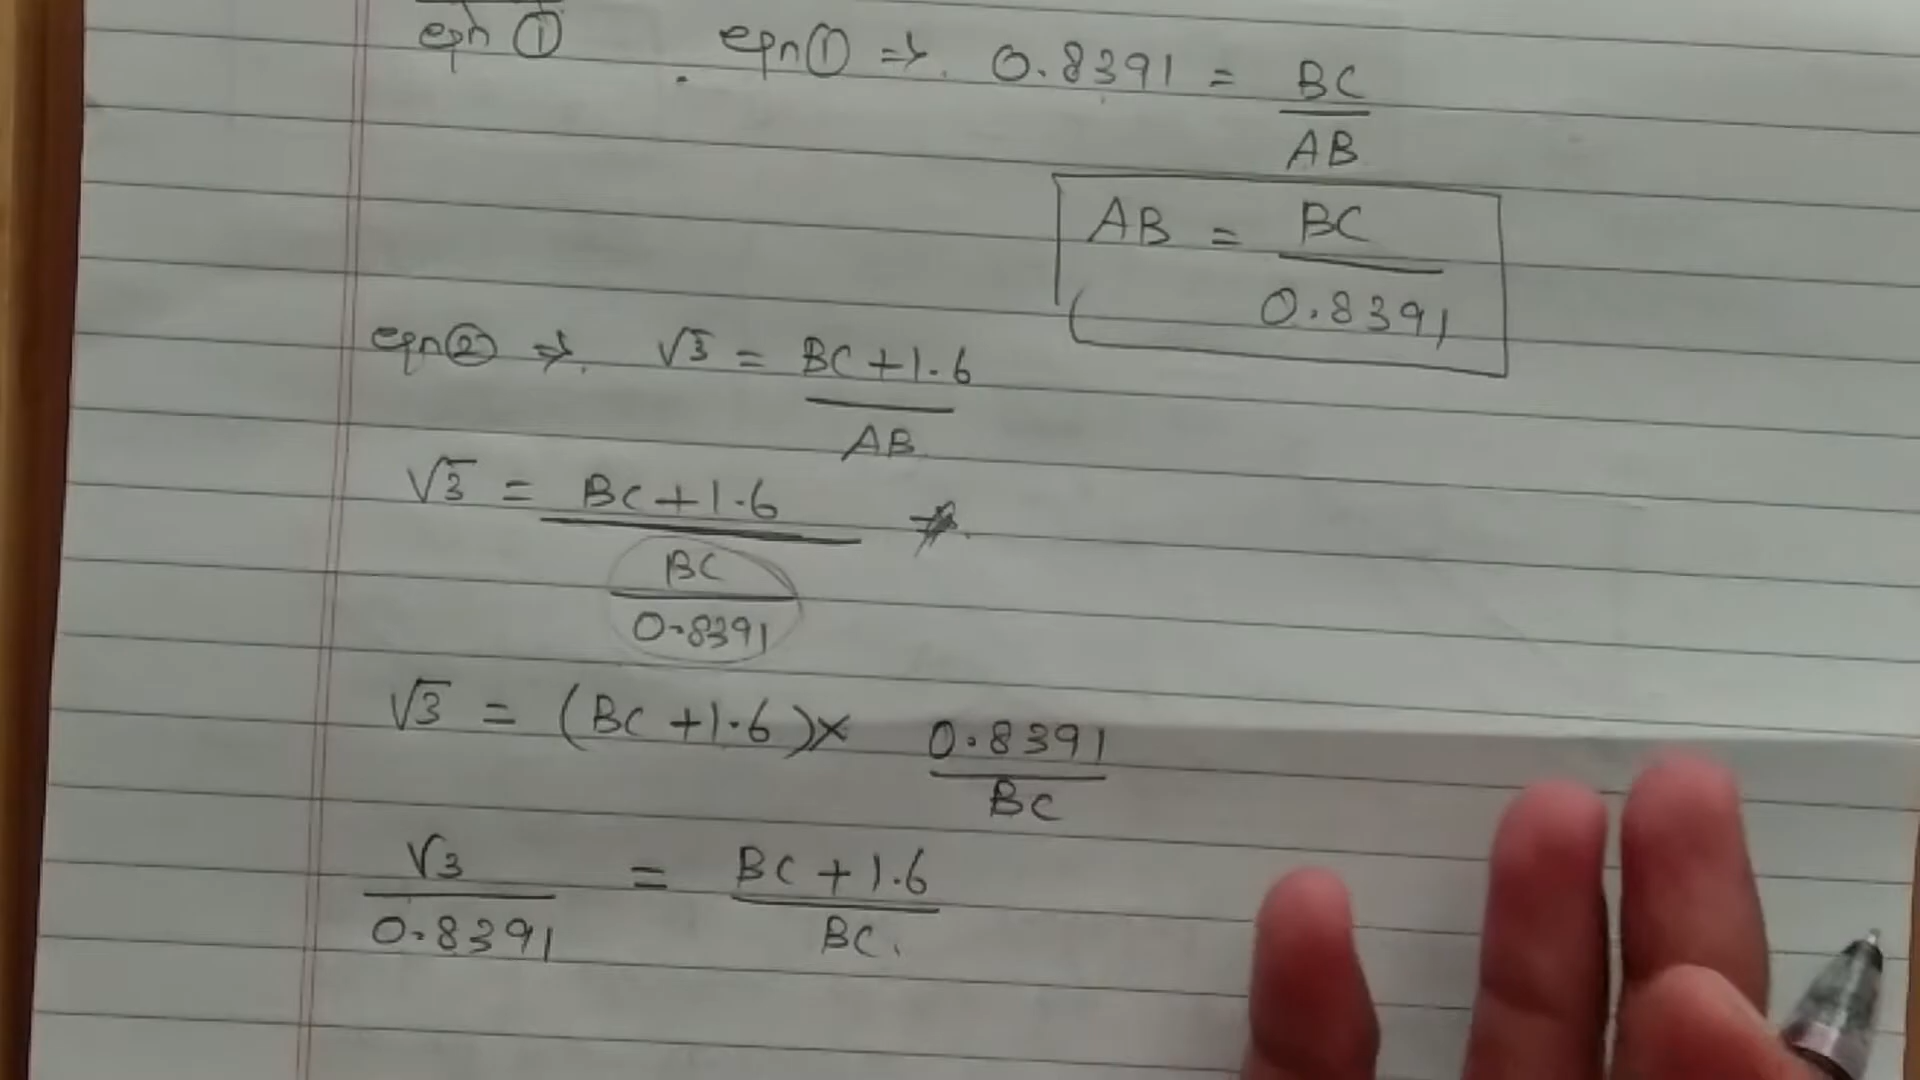 eqn ① eqn ① ⇒ 0.8391 = BC/AB
AB = BC/0.8391
eqn ② ⇒ √3 = BC+1.6/AB
√3 = BC+1.6/BC/0.8391
√3 = (BC+1.6)× 0.8391/BC
√3/0.8391 = BC+1.6/BC